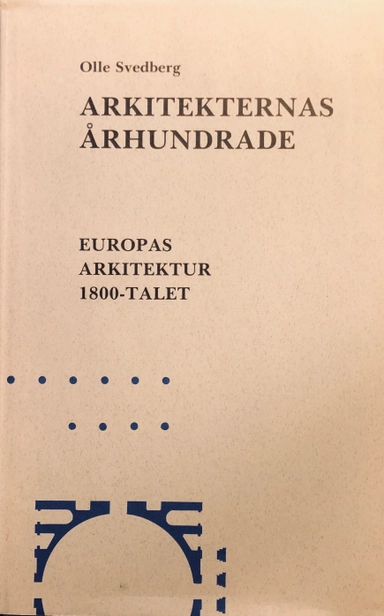 Olle Svedberg
ARKITEKTERNAS
ÅRHUNDRADE
EUROPAS
ARKITEKTUR
1800-TALET